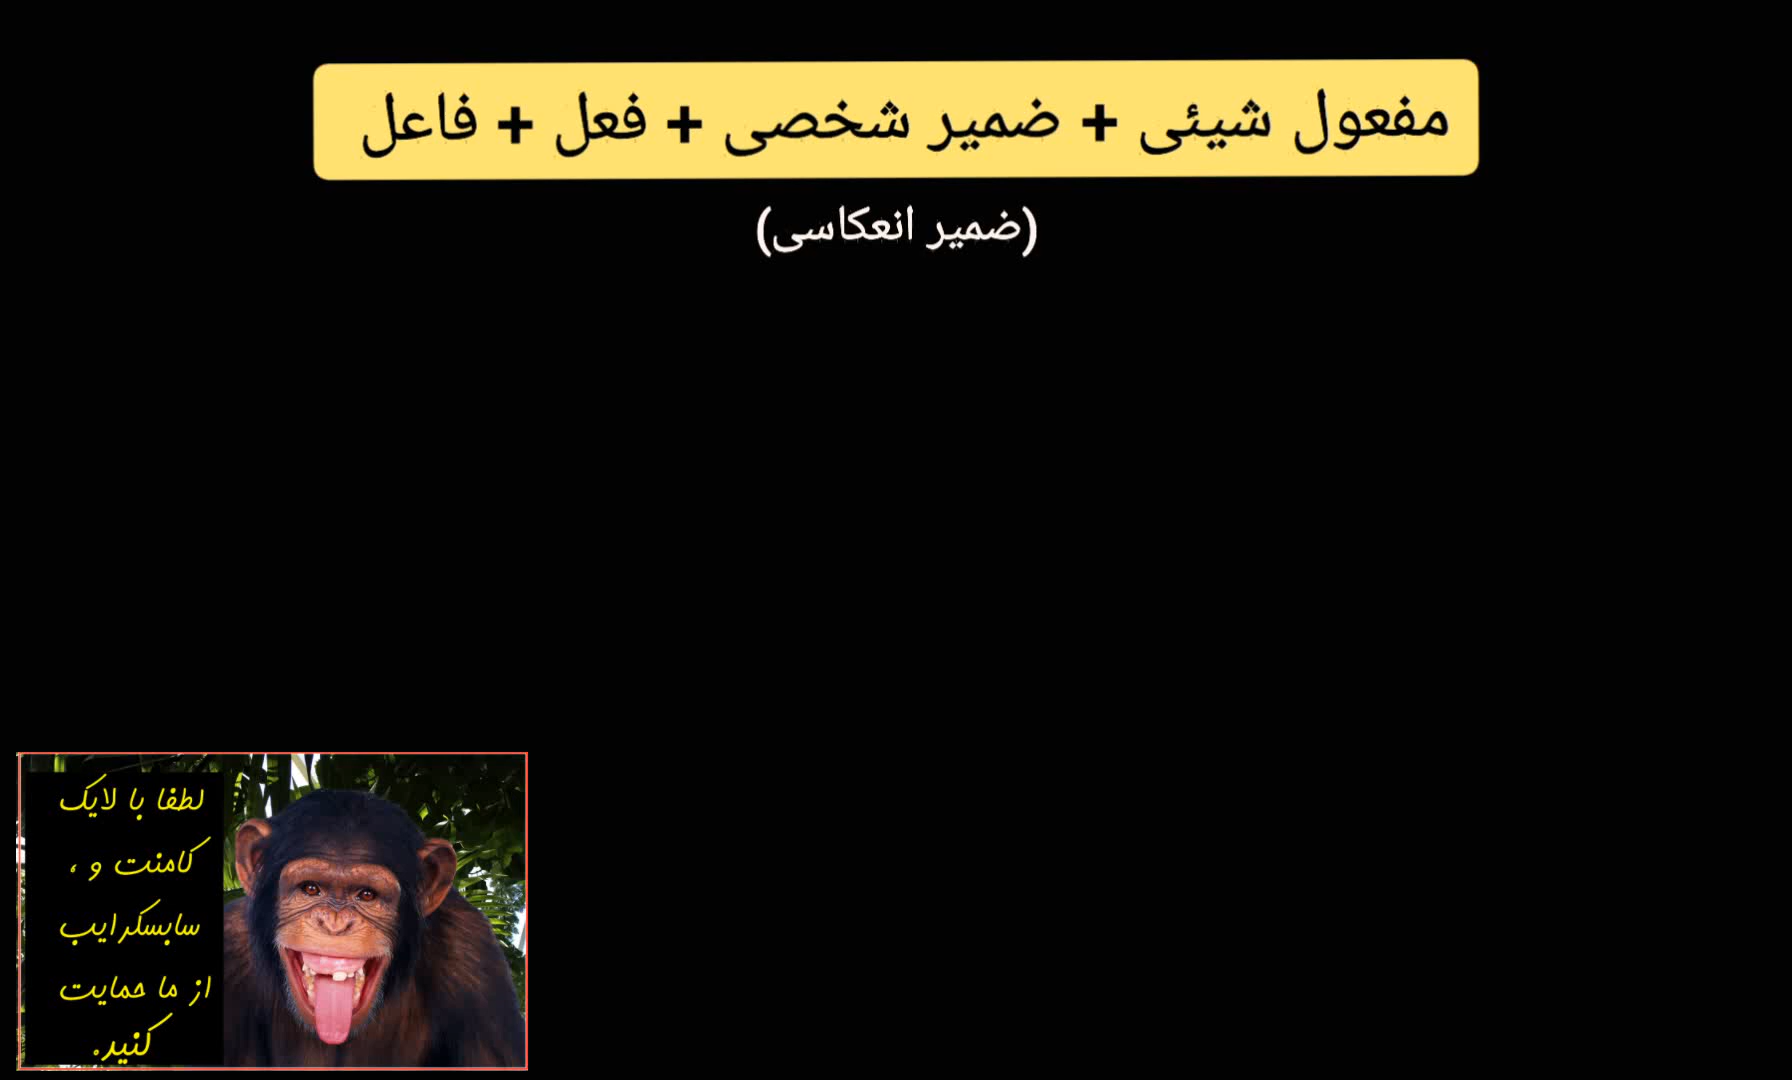 مفعول شیئی + ضمیر شخصی + فعل + فاعل
(ضمیر انعکاسی)
لطفا با لایک
کامنت و ،
سابسکرایب
از ما حمایت
کنید.